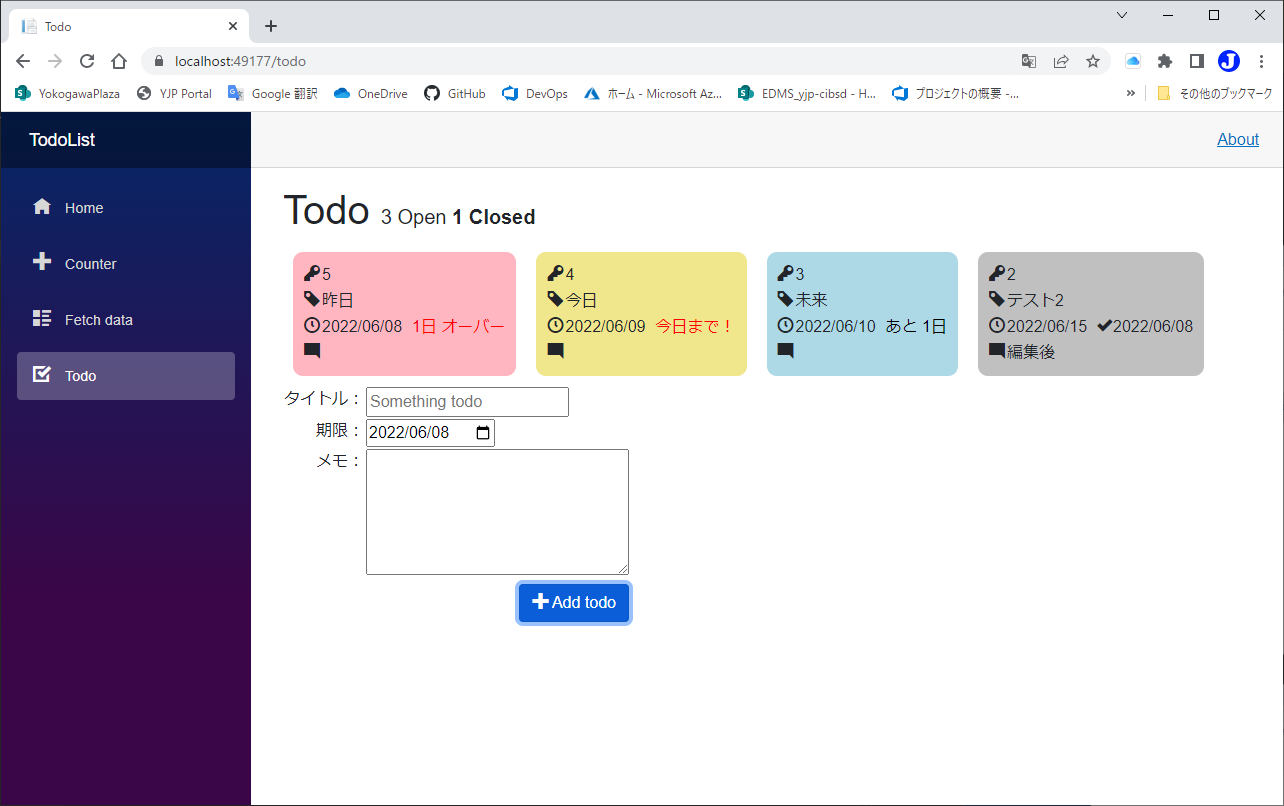 Todo
localhost:49177/todo
YokogawaPlaza YJP Portal Google 翻訳 OneDrive GitHub DevOps ホーム - Microsoft Az... EDMS_yjp-cibsd - H... プロジェクトの概要 -... » その他のブックマーク
TodoList
About
Home
Counter
Fetch data
Todo
Todo 3 Open 1 Closed
5
昨日
2022/06/08 1日 オーバー
4
今日
2022/06/09 今日まで！
3
未来
2022/06/10 あと 1日
2
テスト2
2022/06/15 2022/06/08
編集後
タイトル： Something todo
期限： 2022/06/08
メモ：
Add todo